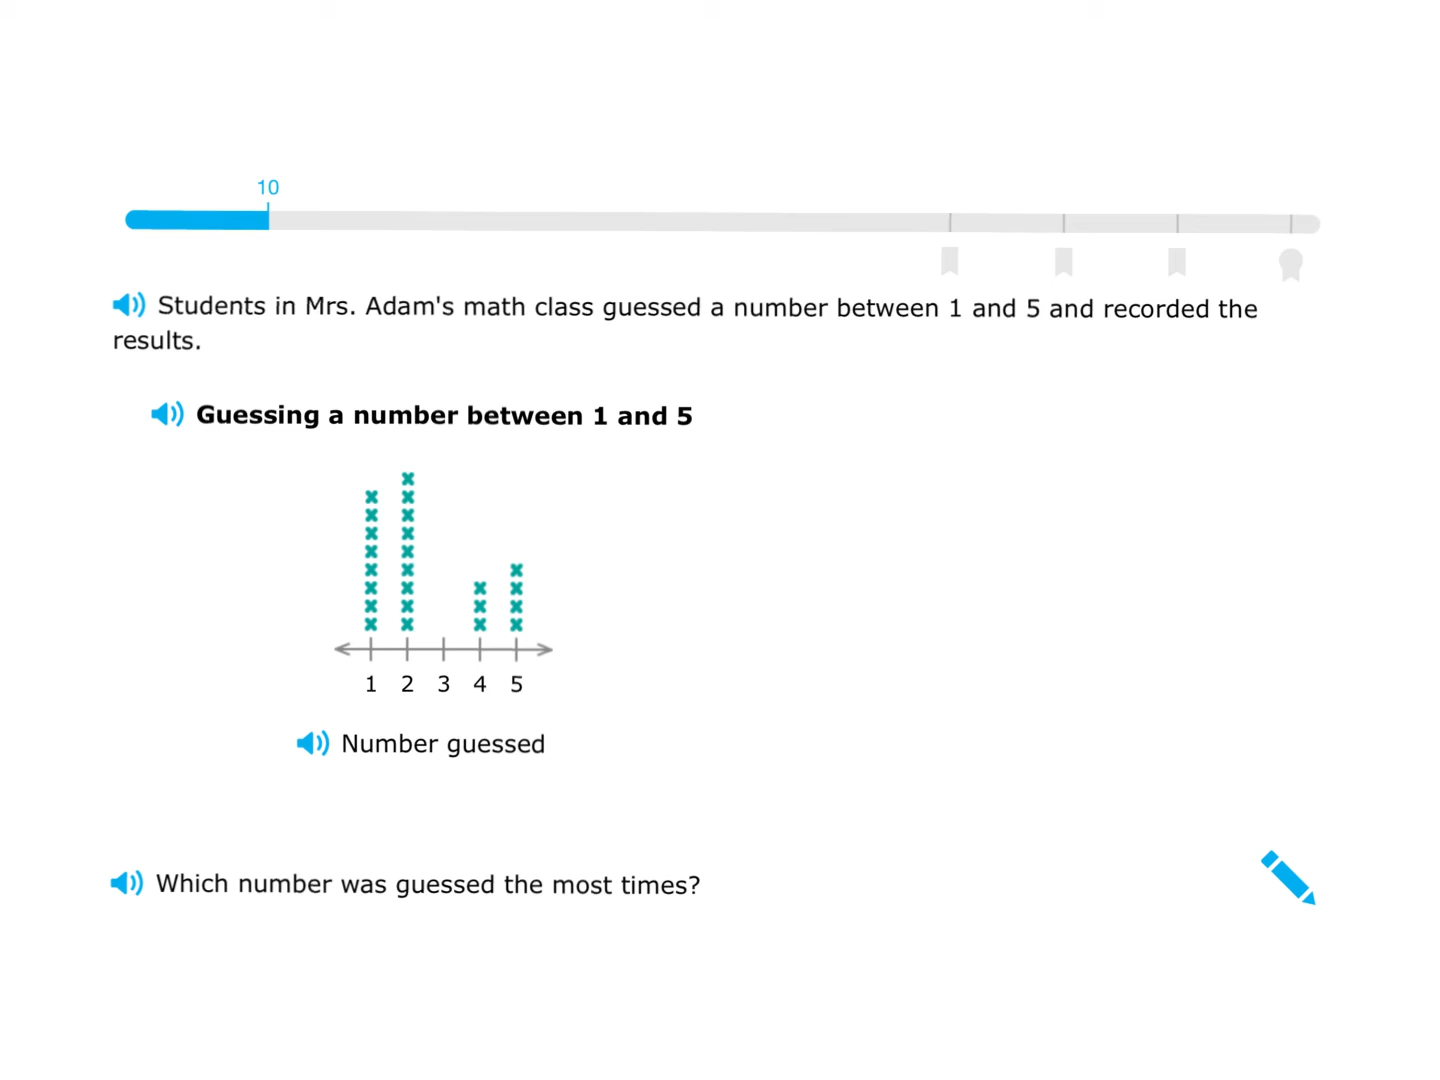 10
Students in Mrs. Adam's math class guessed a number between 1 and 5 and recorded the
results.
Guessing a number between 1 and 5
1 2 3 4 5
Number guessed
Which number was guessed the most times?